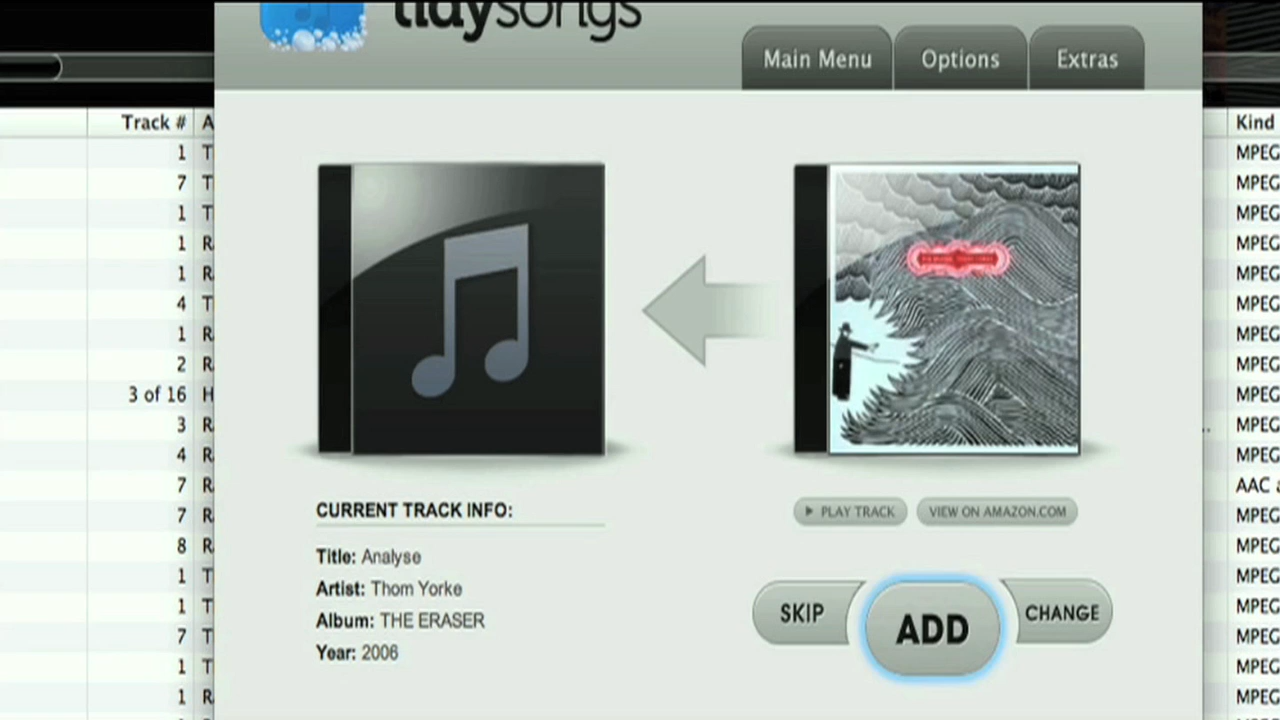 tidysongs
Main Menu
Options
Extras
Track #
A
Kind
1
T
MPEG
7
T
MPEG
1
T
MPEG
1
R
MPEG
1
R
MPEG
4
T
MPEG
1
R
MPEG
2
R
MPEG
3 of 16
H
MPEG
3
R
..
MPEG
4
R
MPEG
7
R
AAC a
7
R
MPEG
8
R
MPEG
1
T
MPEG
1
T
MPEG
7
T
MPEG
1
T
MPEG
1
R
MPEG
CURRENT TRACK INFO:
Title: Analyse
Artist: Thom Yorke
Album: THE ERASER
Year: 2006
PLAY TRACK
VIEW ON AMAZON.COM
SKIP
ADD
CHANGE